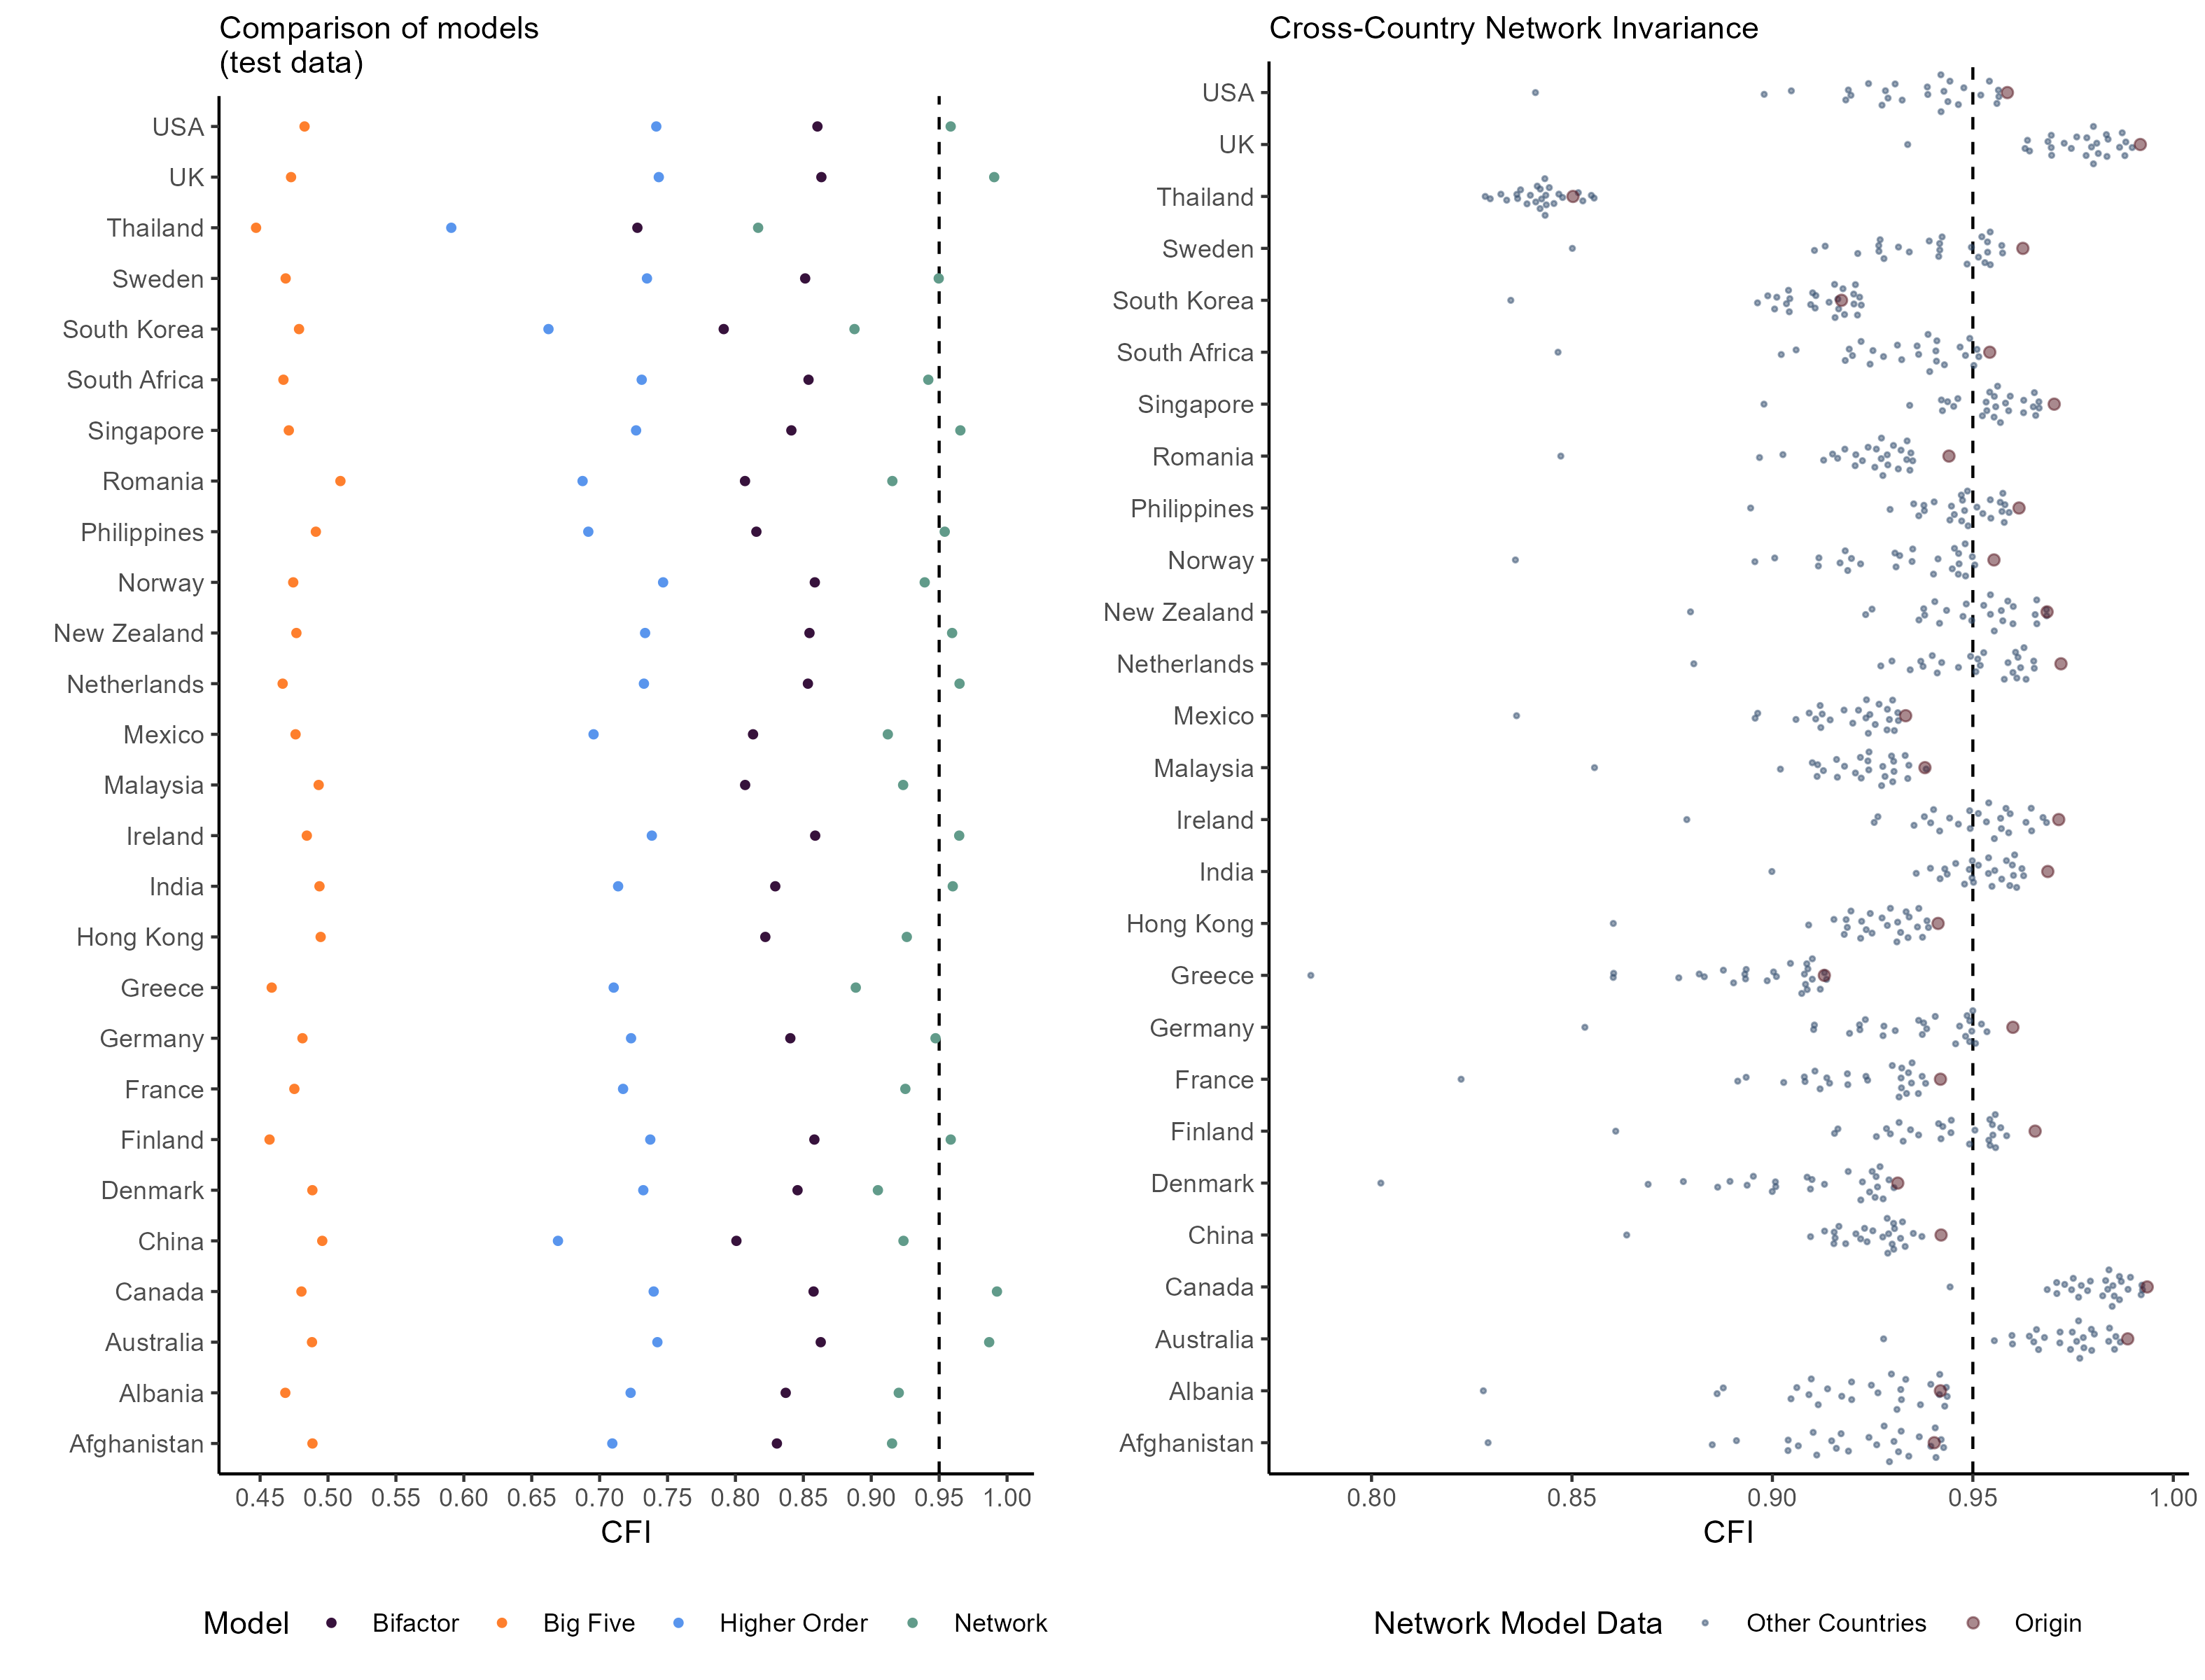 Comparison of models
(test data)
USA
UK
Thailand
Sweden
South Korea
South Africa
Singapore
Romania
Philippines
Norway
New Zealand
Netherlands
Mexico
Malaysia
Ireland
India
Hong Kong
Greece
Germany
France
Finland
Denmark
China
Canada
Australia
Albania
Afghanistan
0.45 0.50 0.55 0.60 0.65 0.70 0.75 0.80 0.85 0.90 0.95 1.00
CFI
Model Bifactor Big Five Higher Order Network
Cross-Country Network Invariance
USA
UK
Thailand
Sweden
South Korea
South Africa
Singapore
Romania
Philippines
Norway
New Zealand
Netherlands
Mexico
Malaysia
Ireland
India
Hong Kong
Greece
Germany
France
Finland
Denmark
China
Canada
Australia
Albania
Afghanistan
0.80 0.85 0.90 0.95 1.00
CFI
Network Model Data Other Countries Origin